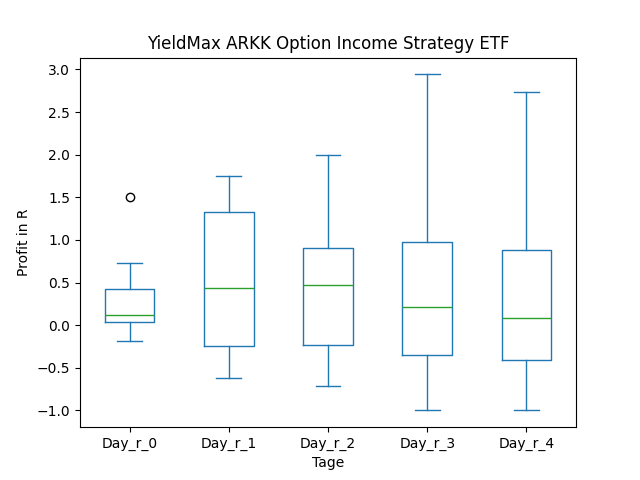 YieldMax ARKK Option Income Strategy ETF
3.0
2.5
2.0
1.5
1.0
0.5
0.0
−0.5
−1.0
Profit in R
Day_r_0 Day_r_1 Day_r_2 Day_r_3 Day_r_4
Tage